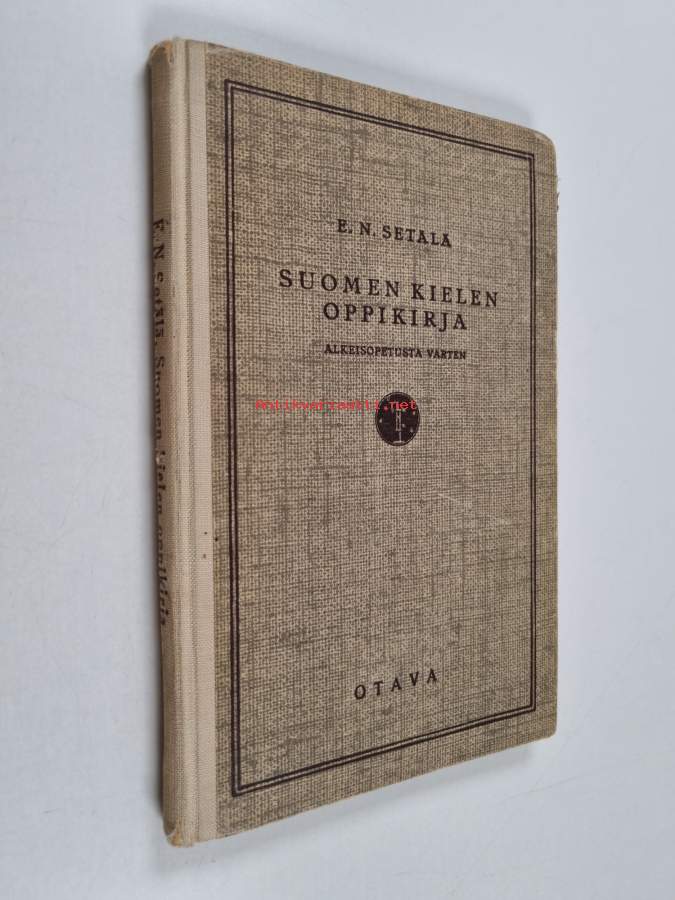 E. N. SETÄLÄ
SUOMEN KIELEN
OPPIKIRJA
ALKEISOPETUSTA VARTEN
Antikvariaatti.net
OTAVA
E. N. Setälä, Suomen kielen oppikirja